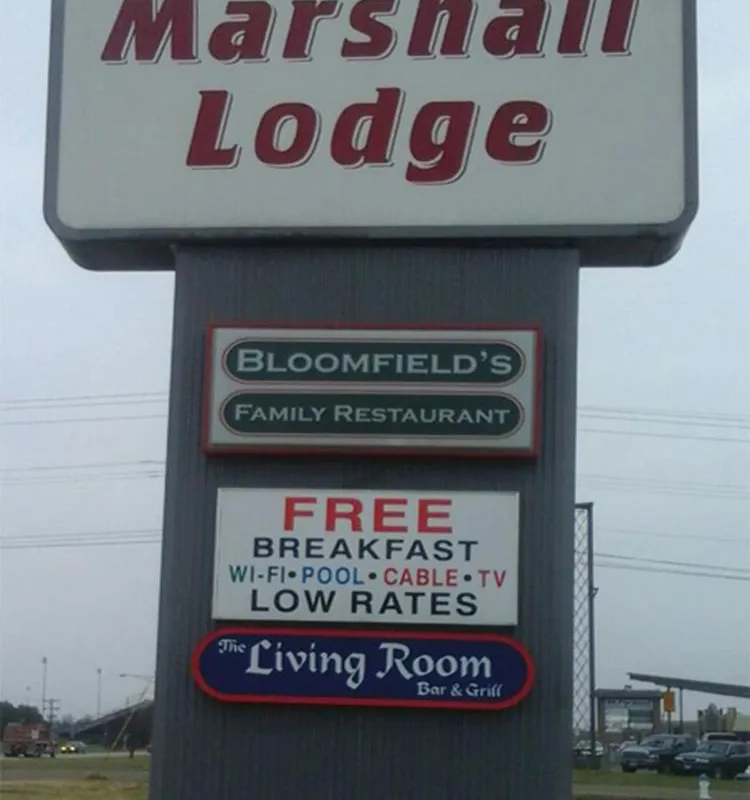 Marshall
Lodge
BLOOMFIELD'S
FAMILY RESTAURANT
FREE
BREAKFAST
WI-FI•POOL•CABLE•TV
LOW RATES
The Living Room
Bar & Grill